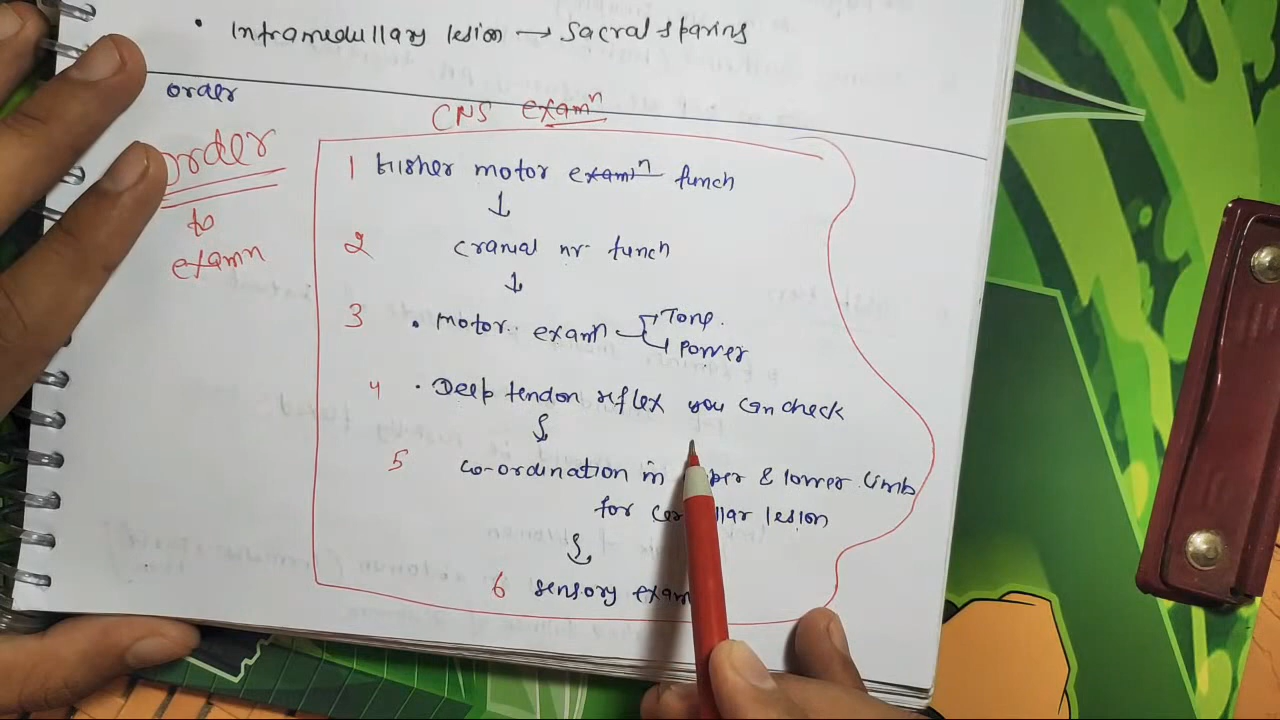 • Intramedullary lesion → Sacral sparing
order
CNS examⁿ
order
to
examn
1 Higher motor examⁿ funcn
↓
2 cranial nr. funcn
↓
3 • Motor examn Tone.
Power
4 • Deep tendon reflex you can check
↓
5 co-ordination in upper & lower limb
for lesion
↓
6 sensory exam